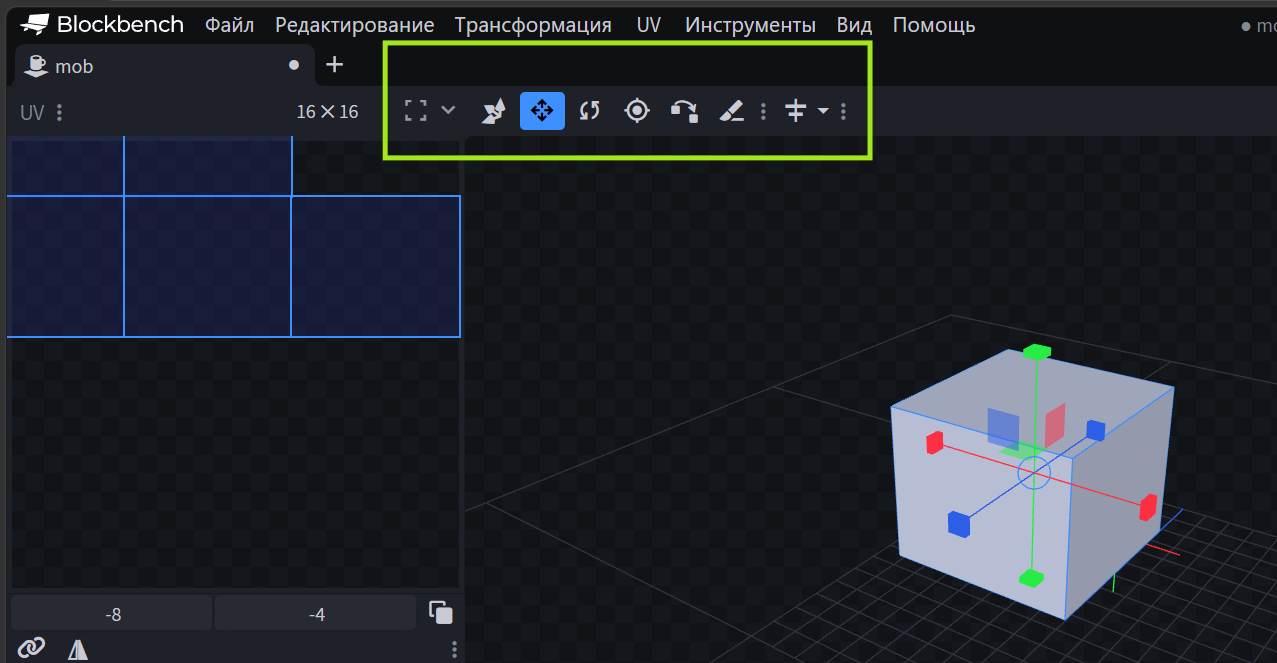 Blockbench Файл Редактирование Трансформация UV Инструменты Вид Помощь
mob
UV 16 × 16
-8 -4